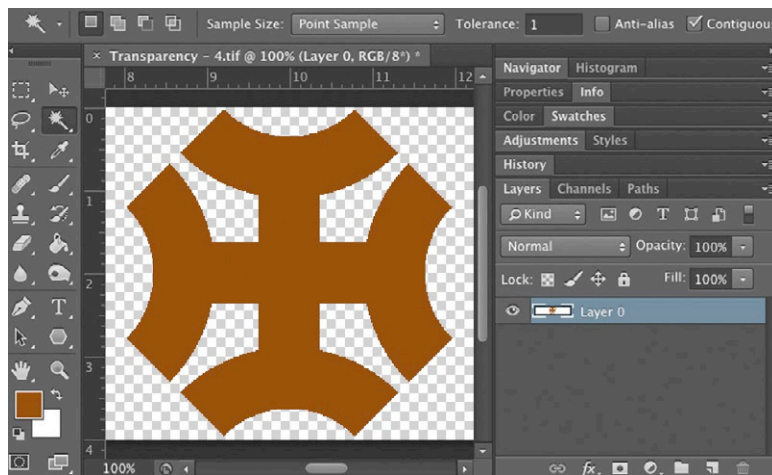 Sample Size: Point Sample Tolerance: 1 Anti-alias Contiguou
× Transparency – 4.tif @ 100% (Layer 0, RGB/8*) *
8 9 10 11 12
0
1
2
3
4
100%
Navigator Histogram
Properties Info
Color Swatches
Adjustments Styles
History
Layers Channels Paths
Kind T
Normal Opacity: 100%
Lock: Fill: 100%
Layer 0
fx
T